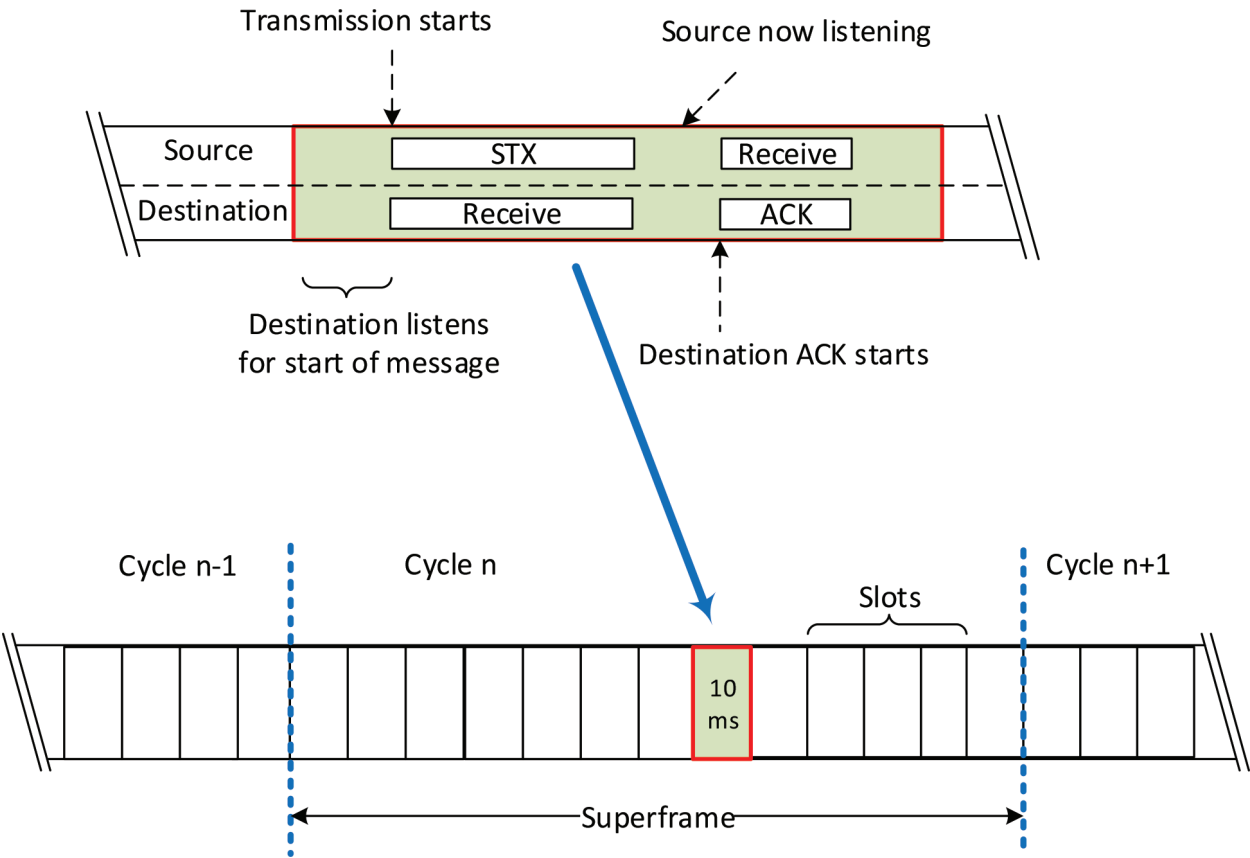 Transmission starts
Source now listening
Source
STX
Receive
Destination
Receive
ACK
Destination listens
for start of message
Destination ACK starts
Cycle n-1
Cycle n
Cycle n+1
Slots
10
ms
Superframe